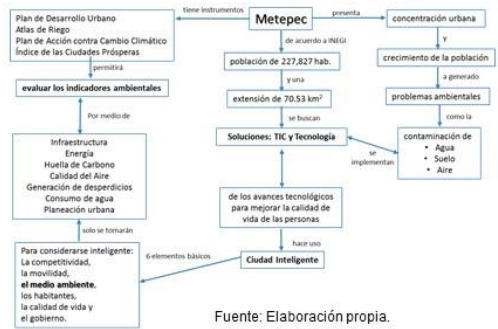 Plan de Desarrollo Urbano
Atlas de Riego
Plan de Acción contra Cambio Climático
Índice de las Ciudades Prósperas
tiene instrumentos
Metepec
presenta
concentración urbana
permitirá
de acuerdo a INEGI
y
evaluar los indicadores ambientales
población de 227,827 hab.
crecimiento de la población
y una
a generado
Por medio de
extensión de 70.53 km²
problemas ambientales
se buscan
como la
Infraestructura
Energía
Huella de Carbono
Calidad del Aire
Generación de desperdicios
Consumo de agua
Planeación urbana
Soluciones: TIC y Tecnología
se
implementan
contaminación de
• Agua
• Suelo
• Aire
de los avances tecnológicos
para mejorar la calidad de
vida de las personas
solo se tomarán
hace uso
Para considerarse inteligente:
La competitividad,
la movilidad,
el medio ambiente,
los habitantes,
la calidad de vida y
el gobierno.
6 elementos básicos
Ciudad Inteligente
Fuente: Elaboración propia.